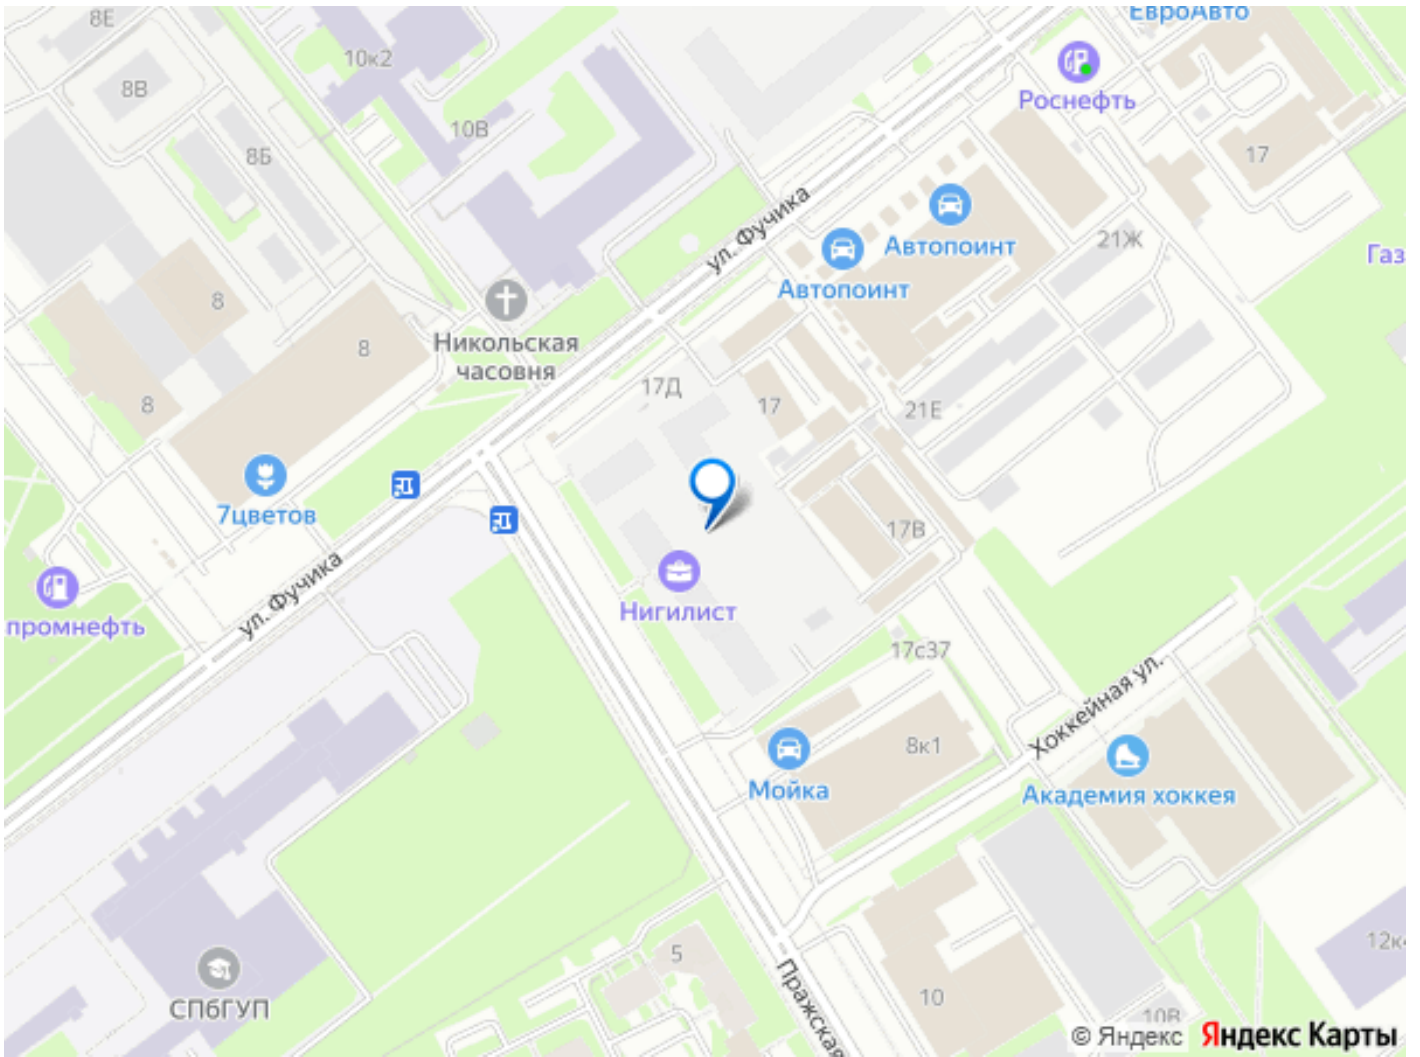 8Е
ЕвроАвто
10к2
8В
Роснефть
10В
8Б
17
ул. Фучика
Автопоинт
21Ж
Газ
Автопоинт
8
Никольская
часовня
8
17Д
8
17
21Е
7цветов
17В
ул. Фучика
Нигилист
промнефть
17с37
Хоккейная ул.
8к1
Мойка
Академия хоккея
12к4
5
Пражская
10
СПбГУП
10В
© Яндекс Яндекс Карты